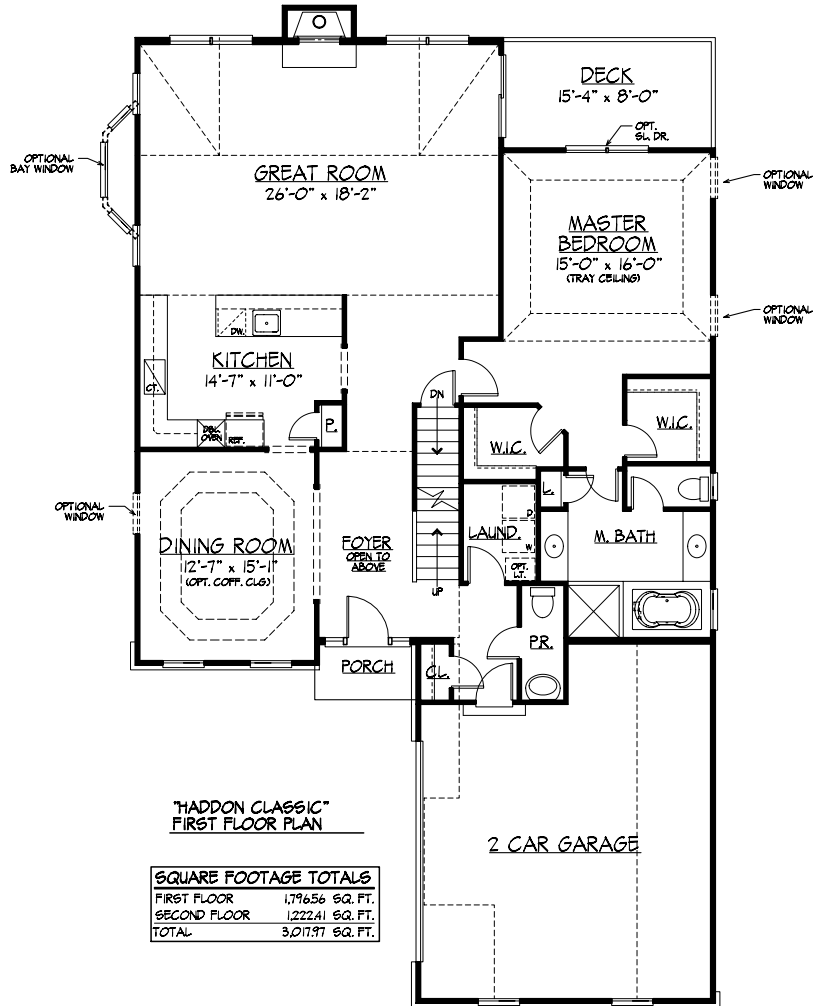 DECK
15'-4" x 8'-0"
OPT.
SL. DR.
OPTIONAL
BAY WINDOW
GREAT ROOM
26'-0" x 18'-2"
OPTIONAL
WINDOW
MASTER
BEDROOM
15'-0" x 16'-0"
(TRAY CEILING)
OPTIONAL
WINDOW
DW.
KITCHEN
14'-7" x 11'-0"
CT.
DN
DBL.
OVEN
REF.
P.
W.I.C.
W.I.C.
L.
OPTIONAL
WINDOW
D
LAUND.
W
OPT.
L.T.
M. BATH
DINING ROOM
12'-7" x 15'-1"
(OPT. COFF. CLG)
FOYER
OPEN TO
ABOVE
UP
P.R.
PORCH
CL.
"HADDON CLASSIC"
FIRST FLOOR PLAN
2 CAR GARAGE
SQUARE FOOTAGE TOTALS
FIRST FLOOR 1,796.56 SQ. FT.
SECOND FLOOR 1,222.41 SQ. FT.
TOTAL 3,017.97 SQ. FT.